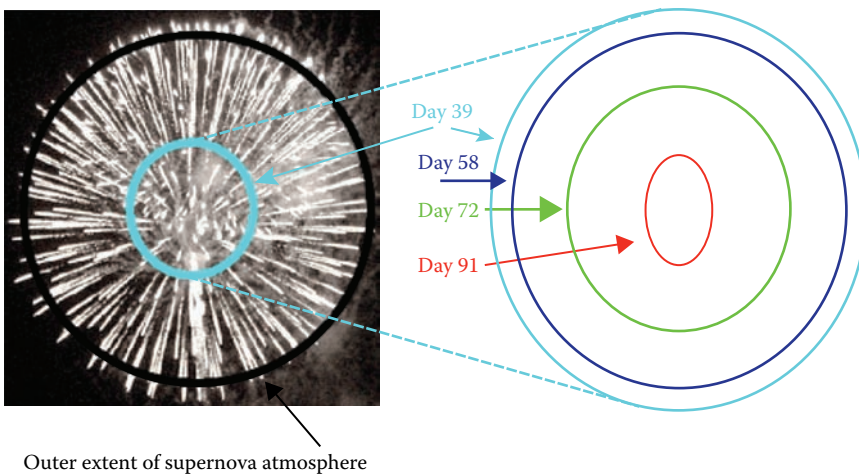 Day 39
Day 58
Day 72
Day 91
Outer extent of supernova atmosphere